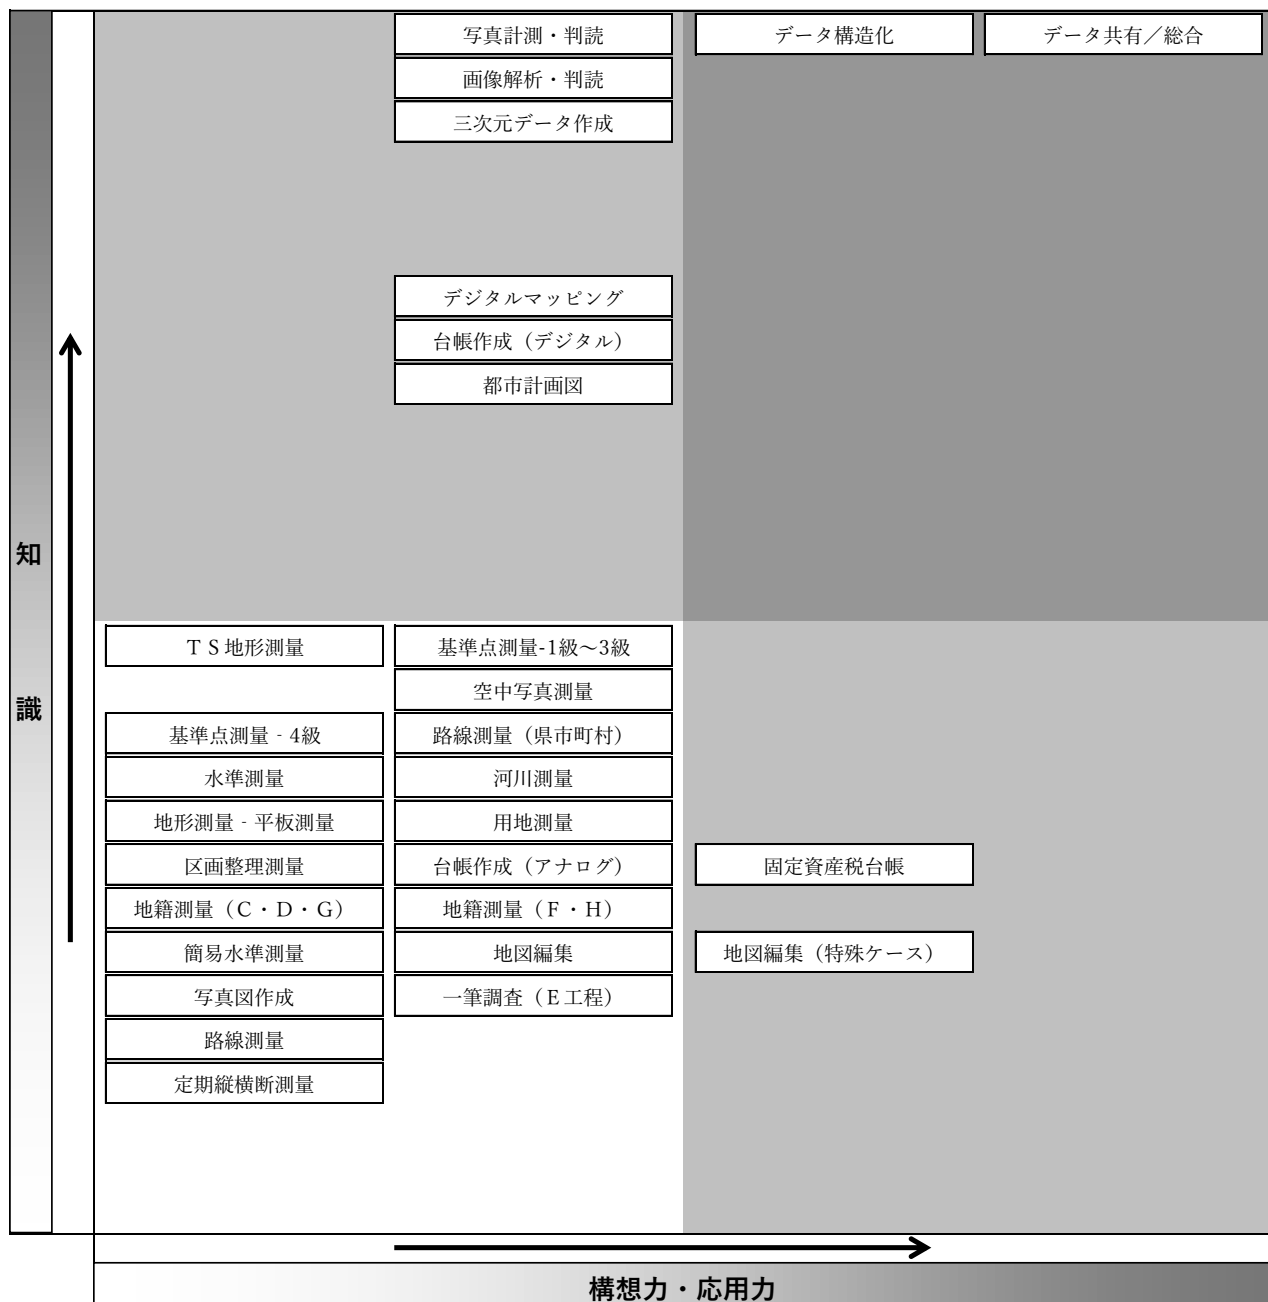 写真計測・判読
データ構造化
データ共有／総合
画像解析・判読
三次元データ作成
デジタルマッピング
台帳作成（デジタル）
都市計画図
知
識
ＴＳ地形測量
基準点測量-1級～3級
空中写真測量
基準点測量 - 4級
路線測量（県市町村）
水準測量
河川測量
地形測量 - 平板測量
用地測量
区画整理測量
台帳作成（アナログ）
固定資産税台帳
地籍測量（Ｃ・Ｄ・Ｇ）
地籍測量（Ｆ・Ｈ）
簡易水準測量
地図編集
地図編集（特殊ケース）
写真図作成
一筆調査（Ｅ工程）
路線測量
定期縦横断測量
構想力・応用力